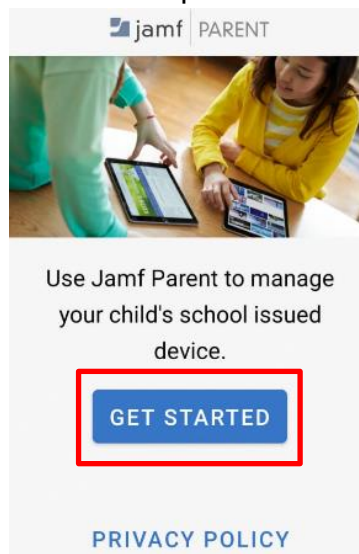 jamf PARENT
Use Jamf Parent to manage
your child's school issued
device.
GET STARTED
PRIVACY POLICY